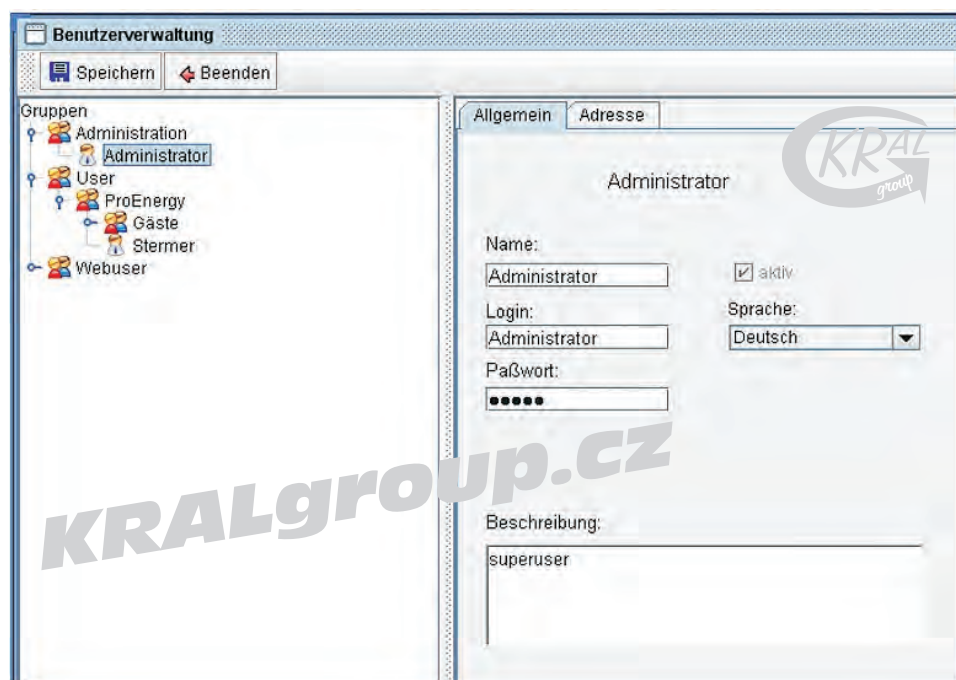 Benutzerverwaltung
Speichern Beenden
Gruppen
Administration
Administrator
User
ProEnergy
Gäste
Stermer
Webuser
Allgemein Adresse
KRAL
group
Administrator
Name:
Administrator
aktiv
Login:
Sprache:
Administrator
Deutsch
Paßwort:
●●●●●
KRALgroup.cz
Beschreibung:
superuser